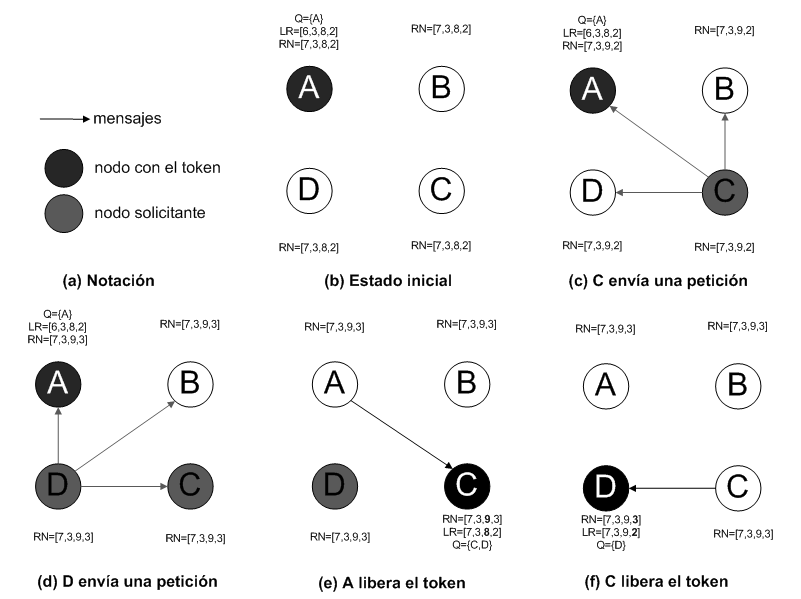 mensajes
nodo con el token
nodo solicitante
(a) Notación
Q={A}
LR=[6,3,8,2]
RN=[7,3,8,2]
RN=[7,3,8,2]
A
B
D
C
RN=[7,3,8,2]
RN=[7,3,8,2]
(b) Estado inicial
Q={A}
LR=[6,3,8,2]
RN=[7,3,9,2]
RN=[7,3,9,2]
A
B
D
C
RN=[7,3,9,2]
RN=[7,3,9,2]
(c) C envía una petición
Q={A}
LR=[6,3,8,2]
RN=[7,3,9,3]
RN=[7,3,9,3]
A
B
D
C
RN=[7,3,9,3]
RN=[7,3,9,3]
(d) D envía una petición
RN=[7,3,9,3]
RN=[7,3,9,3]
A
B
D
C
RN=[7,3,9,3]
RN=[7,3,9,3]
LR=[7,3,8,2]
Q={C,D}
(e) A libera el token
RN=[7,3,9,3]
RN=[7,3,9,3]
A
B
D
C
RN=[7,3,9,3]
LR=[7,3,9,2]
Q={D}
RN=[7,3,9,3]
(f) C libera el token